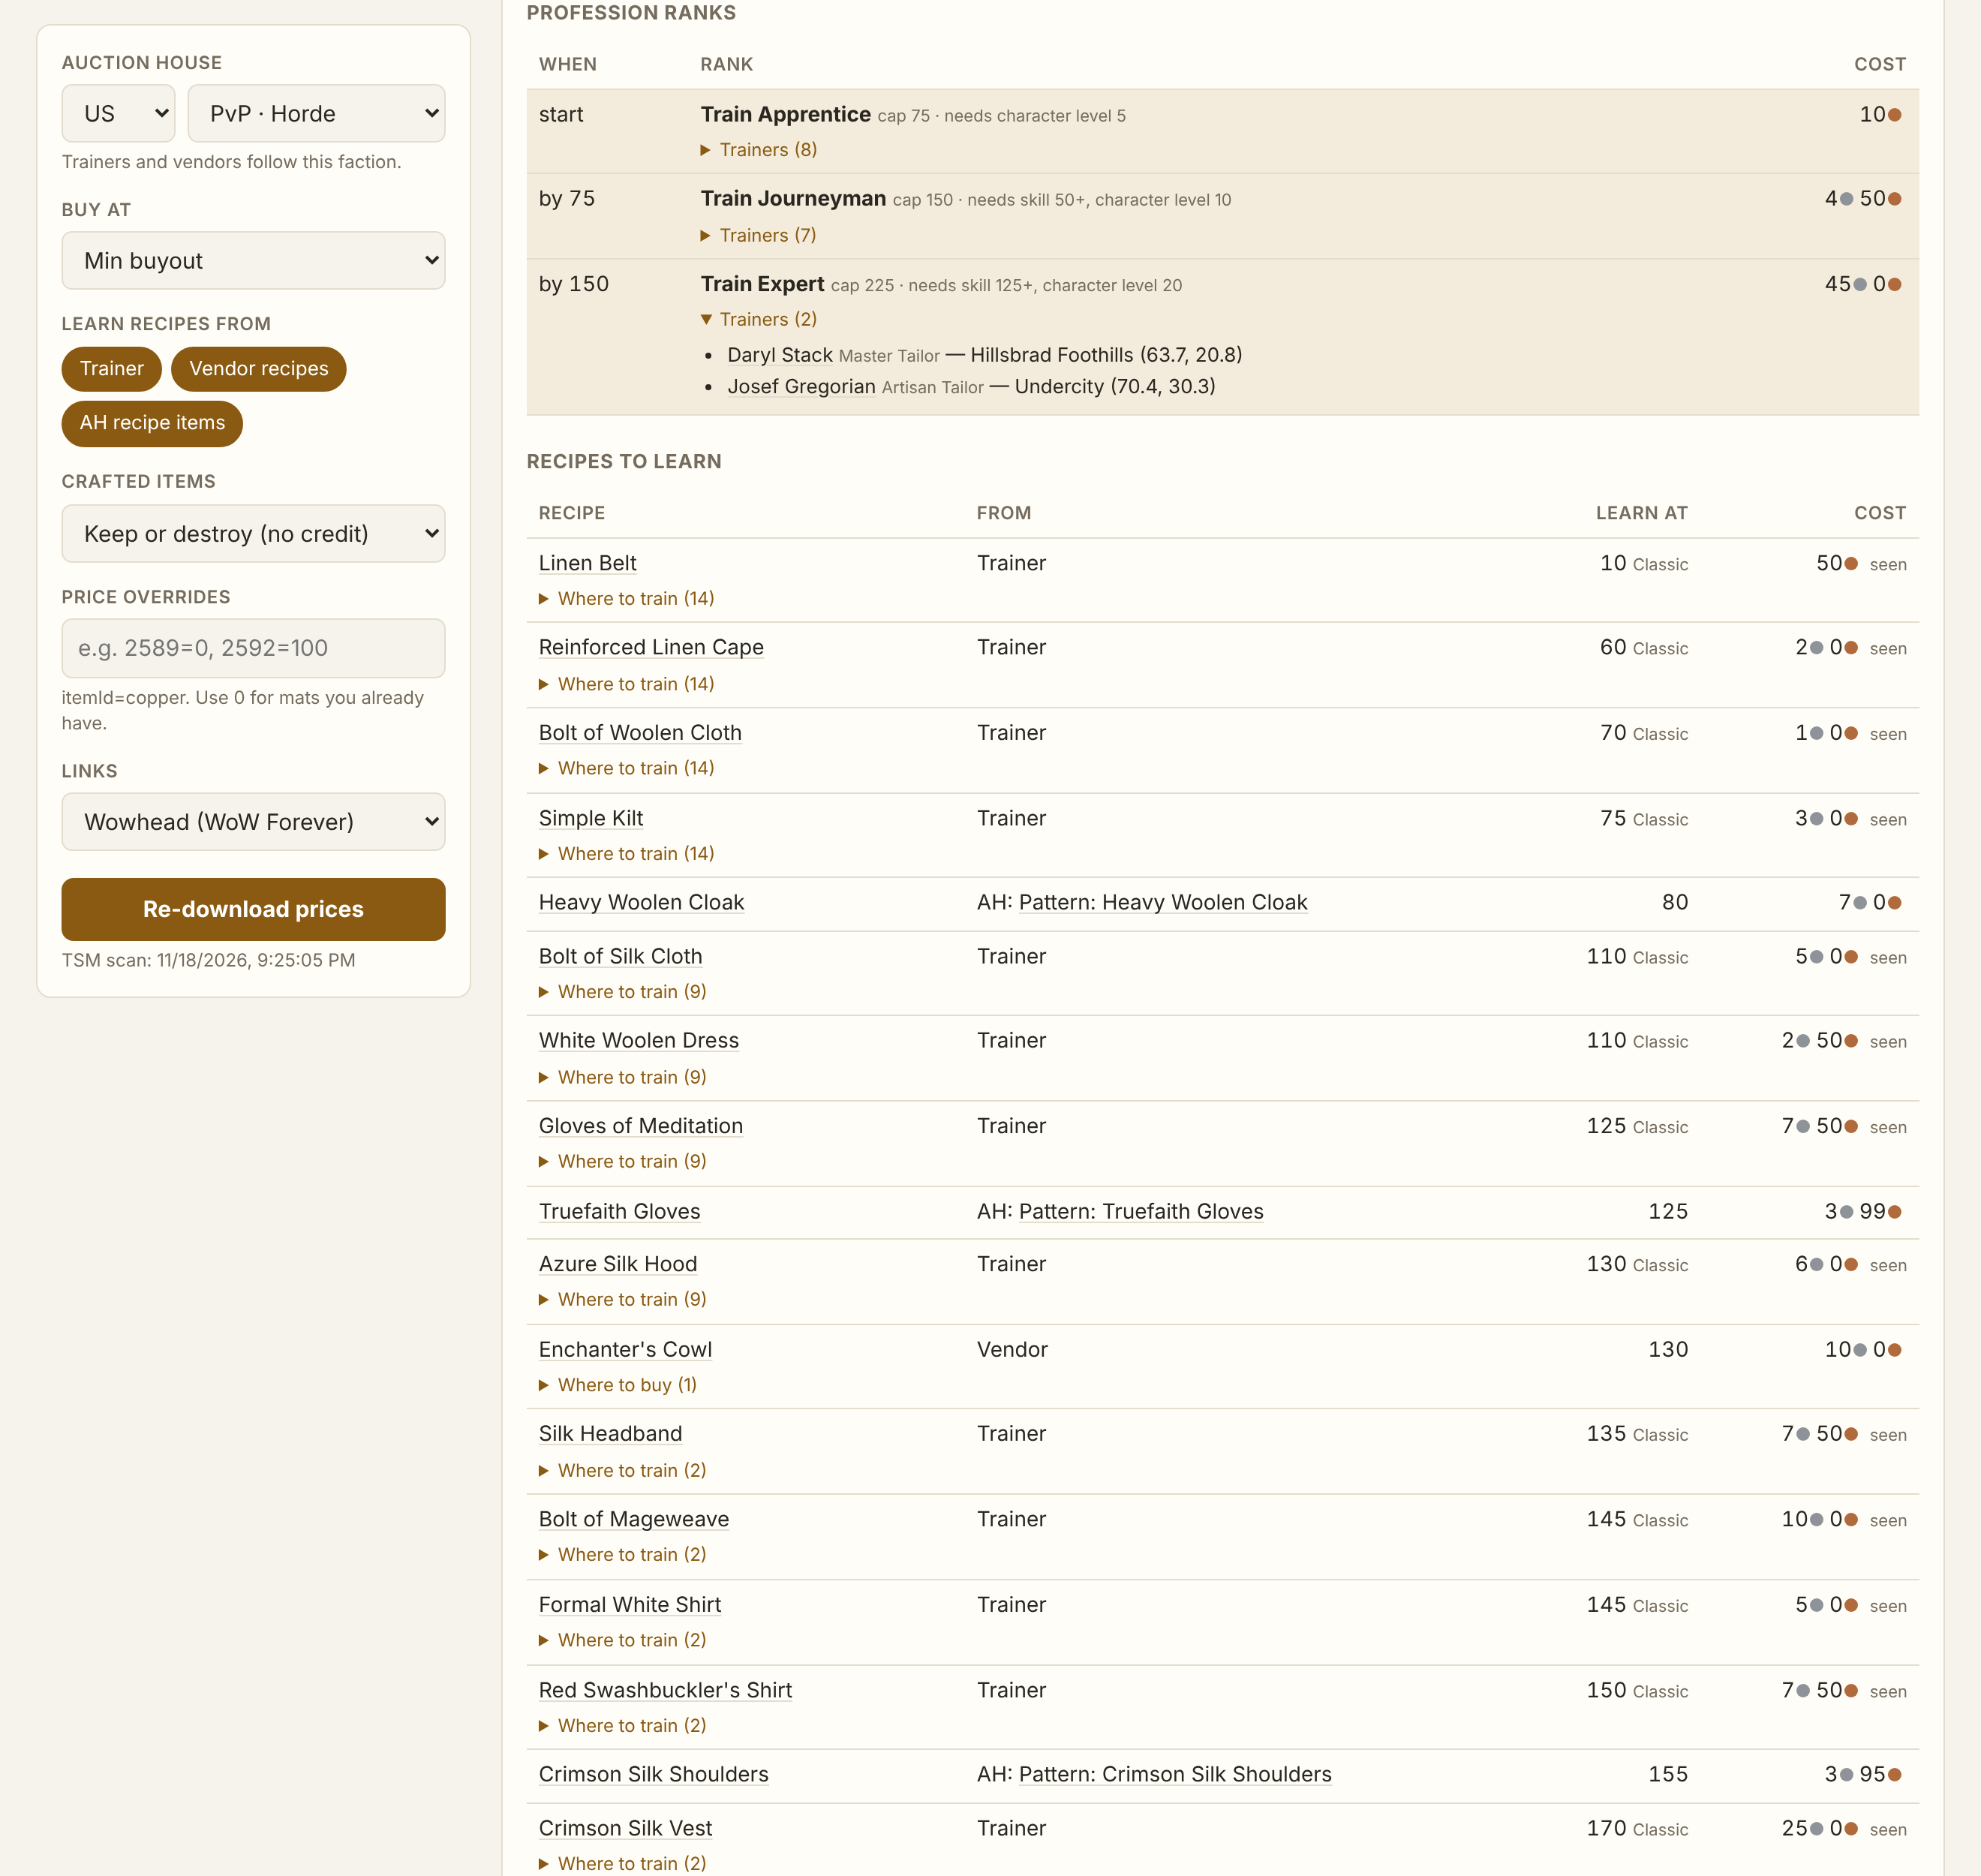 AUCTION HOUSE
US
PvP · Horde
Trainers and vendors follow this faction.
BUY AT
Min buyout
LEARN RECIPES FROM
Trainer
Vendor recipes
AH recipe items
CRAFTED ITEMS
Keep or destroy (no credit)
PRICE OVERRIDES
e.g. 2589=0, 2592=100
itemId=copper. Use 0 for mats you already
have.
LINKS
Wowhead (WoW Forever)
Re-download prices
TSM scan: 11/18/2026, 9:25:05 PM
PROFESSION RANKS
WHEN RANK COST
start Train Apprentice cap 75 · needs character level 5 10
Trainers (8)
by 75 Train Journeyman cap 150 · needs skill 50+, character level 10 4 50
Trainers (7)
by 150 Train Expert cap 225 · needs skill 125+, character level 20 45 0
Trainers (2)
• Daryl Stack Master Tailor — Hillsbrad Foothills (63.7, 20.8)
• Josef Gregorian Artisan Tailor — Undercity (70.4, 30.3)
RECIPES TO LEARN
RECIPE FROM LEARN AT COST
Linen Belt Trainer 10 Classic 50 seen
Where to train (14)
Reinforced Linen Cape Trainer 60 Classic 2 0 seen
Where to train (14)
Bolt of Woolen Cloth Trainer 70 Classic 1 0 seen
Where to train (14)
Simple Kilt Trainer 75 Classic 3 0 seen
Where to train (14)
Heavy Woolen Cloak AH: Pattern: Heavy Woolen Cloak 80 7 0
Bolt of Silk Cloth Trainer 110 Classic 5 0 seen
Where to train (9)
White Woolen Dress Trainer 110 Classic 2 50 seen
Where to train (9)
Gloves of Meditation Trainer 125 Classic 7 50 seen
Where to train (9)
Truefaith Gloves AH: Pattern: Truefaith Gloves 125 3 99
Azure Silk Hood Trainer 130 Classic 6 0 seen
Where to train (9)
Enchanter's Cowl Vendor 130 10 0
Where to buy (1)
Silk Headband Trainer 135 Classic 7 50 seen
Where to train (2)
Bolt of Mageweave Trainer 145 Classic 10 0 seen
Where to train (2)
Formal White Shirt Trainer 145 Classic 5 0 seen
Where to train (2)
Red Swashbuckler's Shirt Trainer 150 Classic 7 50 seen
Where to train (2)
Crimson Silk Shoulders AH: Pattern: Crimson Silk Shoulders 155 3 95
Crimson Silk Vest Trainer 170 Classic 25 0 seen
Where to train (2)